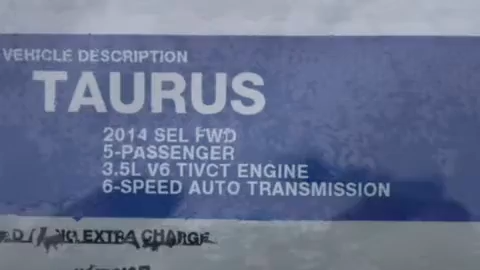 VEHICLE DESCRIPTION
TAURUS
2014 SEL FWD
5-PASSENGER
3.5L V6 TIVCT ENGINE
6-SPEED AUTO TRANSMISSION
EXTRA CHARGE